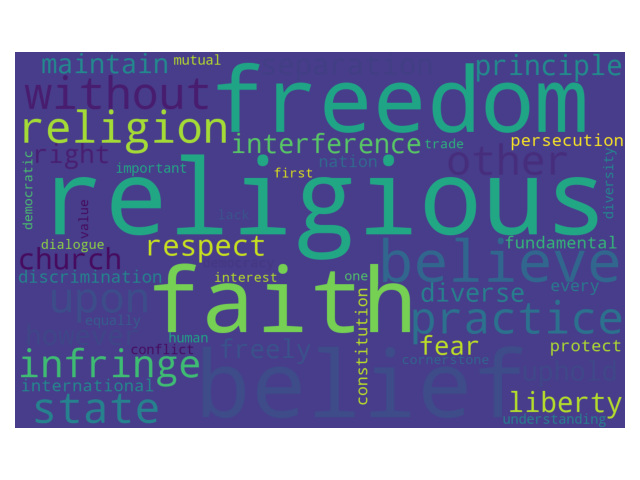 maintain mutual principle
without freedom
religion interference trade persecution
right nation other
democratic religious important first diversity
value lack
dialogue respect fundamental
church believe
discrimination faith interest one every
upon diverse
equally practice
human constitution
conflict freely fear protect
infringe cornerstone
international belief
state liberty
understanding
uphold